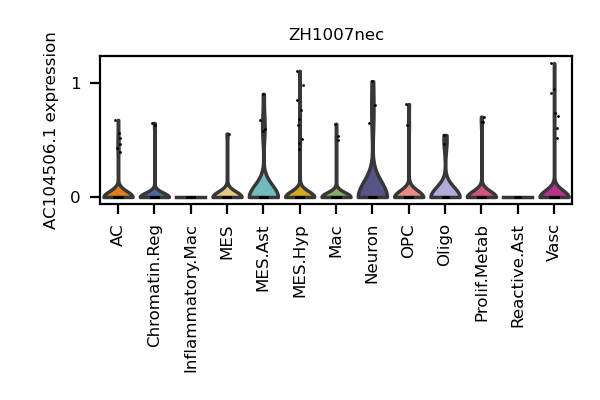 ZH1007nec
AC104506.1 expression
1
0
AC
Chromatin.Reg
Inflammatory.Mac
MES
MES.Ast
MES.Hyp
Mac
Neuron
OPC
Oligo
Prolif.Metab
Reactive.Ast
Vasc